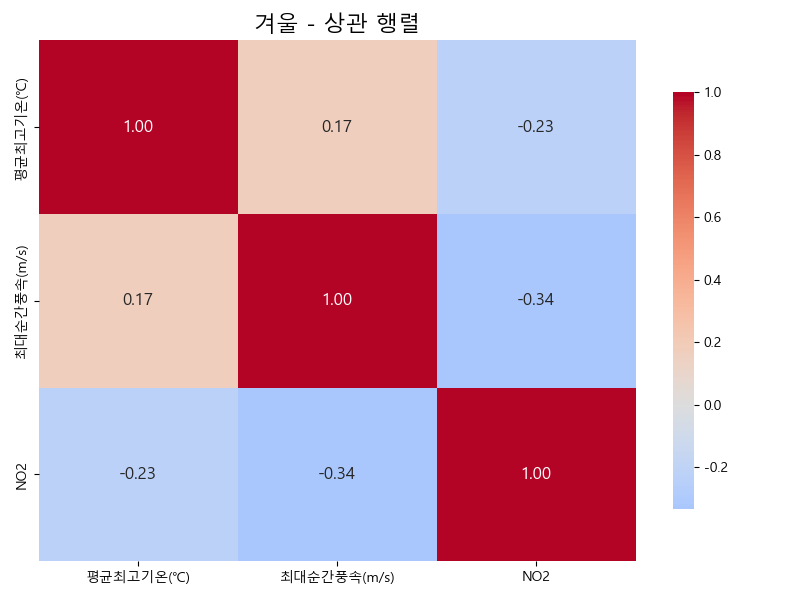 겨울 - 상관 행렬
평균최고기온(℃)
1.00
0.17
-0.23
최대순간풍속(m/s)
0.17
1.00
-0.34
NO2
-0.23
-0.34
1.00
평균최고기온(℃)
최대순간풍속(m/s)
NO2
1.0
0.8
0.6
0.4
0.2
0.0
-0.2